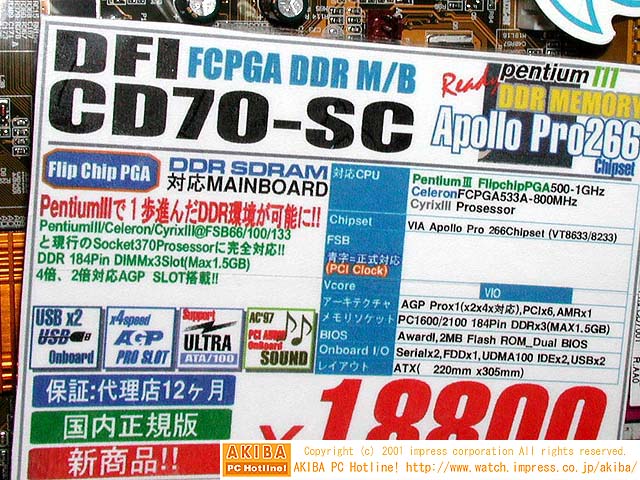 DFI FCPGA DDR M/B
CD70-SC
Ready pentium III
DDR MEMORY
Apollo Pro266
Chipset
Flip Chip PGA
DDR SDRAM
対応MAINBOARD
PentiumIIIで1歩進んだDDR環境が可能に!!
PentiumIII/Celeron/CyrixIII@FSB66/100/133
と現行のSocket370Prosessorに完全対応!!
DDR 184Pin DIMMx3Slot(Max1.5GB)
4倍、2倍対応AGP SLOT搭載!!
対応CPU
PentiumⅢ FlipchipPGA500-1GHz
CeleronFCPGA533A-800MHz
CyrixIII Prosessor
Chipset
VIA Apollo Pro 266Chipset (VT8633/8233)
FSB
青字=正式対応
(PCI Clock)
Vcore
VIO
アーキテクチャ
AGP Prox1(x2x4対応),PCIx6,AMRx1
メモリソケット
PC1600/2100 184Pin DDRx3(MAX1.5GB)
BIOS
AwardI,2MB Flash ROM_Dual BIOS
Onboard I/O
Serialx2,FDDx1,UDMA100 IDEx2,USBx2
レイアウト
ATX( 220mm x305mm)
USB x2
USB
Onboard
x4speed
AGP
PRO SLOT
Support
ULTRA
ATA/100
AC'97
PCI AUDIO
OnBoard
SOUND
保証:代理店12ヶ月
国内正規版
新商品!!
¥18800
AKIBA
PC Hotline!
Copyright (c) 2001 impress corporation All rights reserved.
AKIBA PC Hotline! http://www.watch.impress.co.jp/akiba/